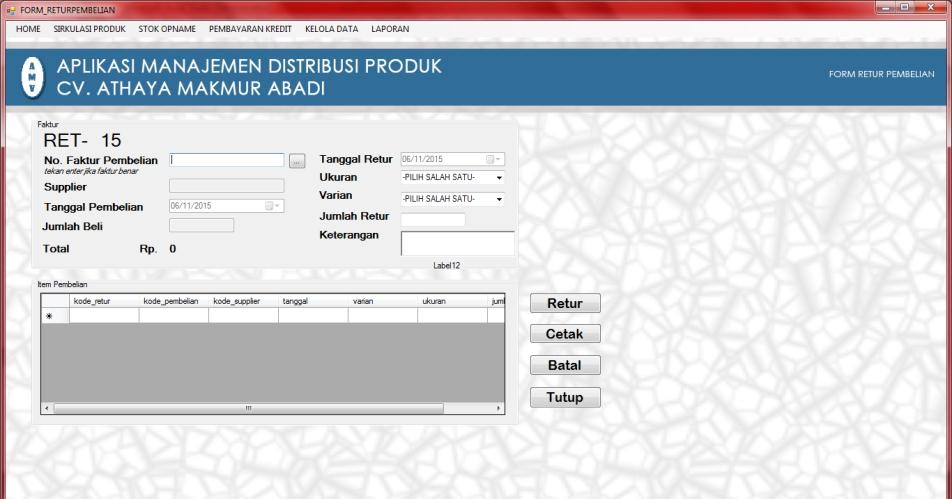 FORM_RETURPEMBELIAN
HOME SIRKULASI PRODUK STOK OPNAME PEMBAYARAN KREDIT KELOLA DATA LAPORAN
A
M
V
APLIKASI MANAJEMEN DISTRIBUSI PRODUK
CV. ATHAYA MAKMUR ABADI
FORM RETUR PEMBELIAN
Faktur
RET- 15
No. Faktur Pembelian ...
tekan enter jika faktur benar
Supplier
Tanggal Pembelian 06/11/2015
Jumlah Beli
Total Rp. 0
Tanggal Retur 06/11/2015
Ukuran -PILIH SALAH SATU-
Varian -PILIH SALAH SATU-
Jumlah Retur
Keterangan
Label12
Item Pembelian
kode_retur kode_pembelian kode_supplier tanggal varian ukuran juml
Retur
Cetak
Batal
Tutup